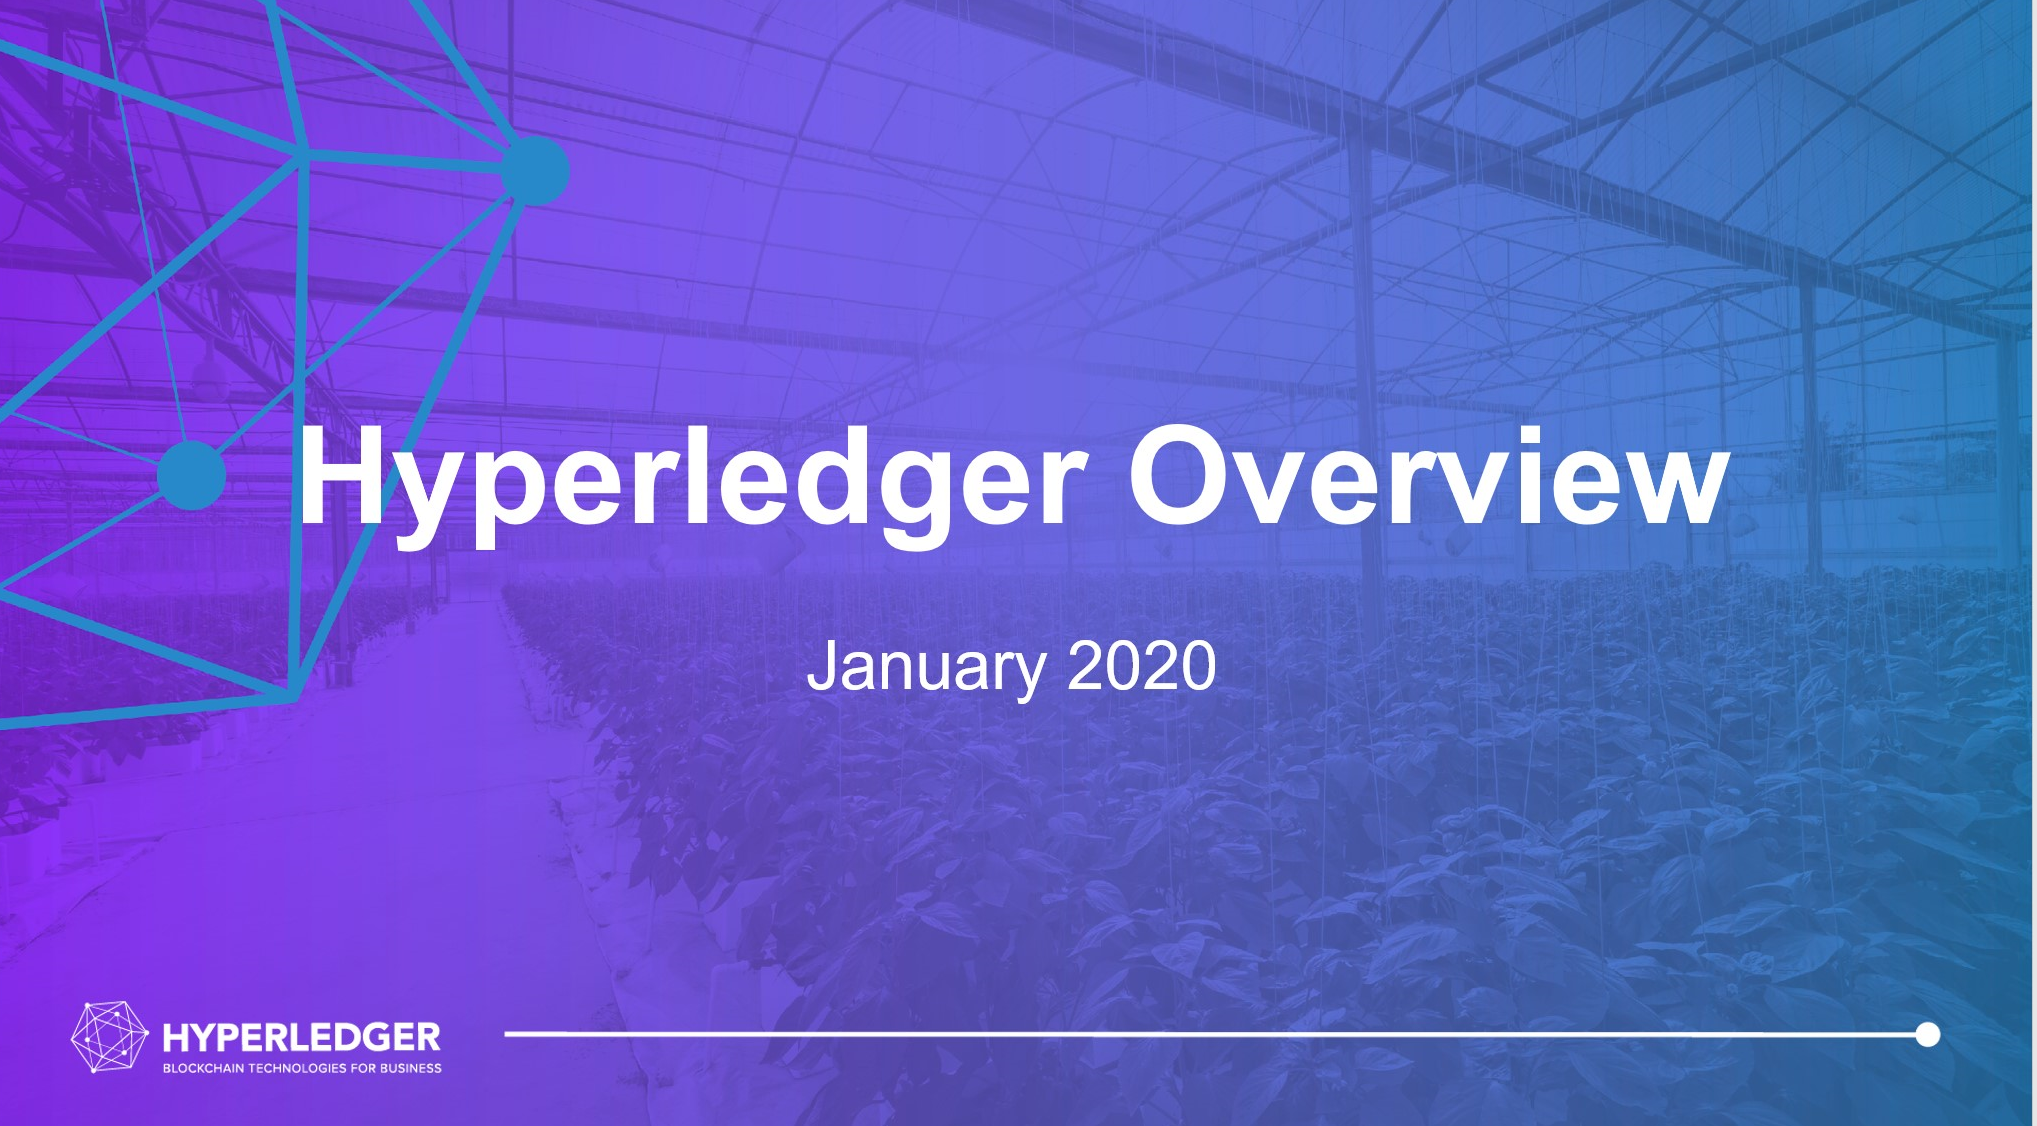 Hyperledger Overview
January 2020
HYPERLEDGER
BLOCKCHAIN TECHNOLOGIES FOR BUSINESS